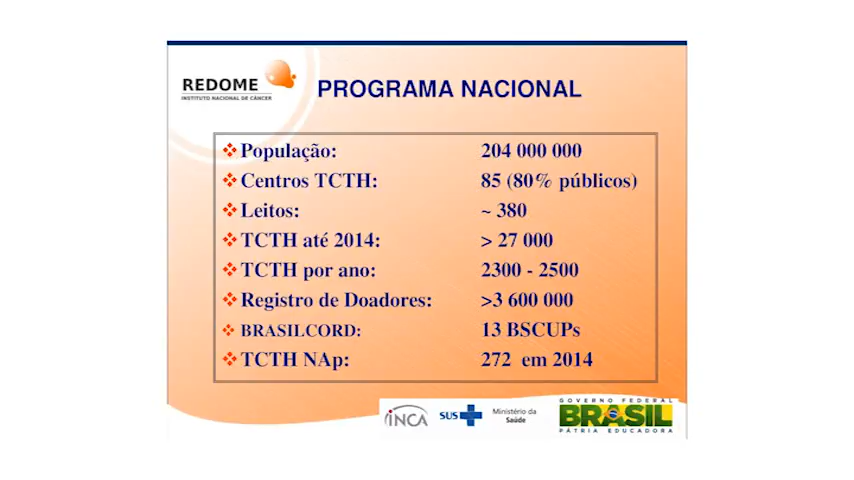 REDOME
INSTITUTO NACIONAL DE CÂNCER
PROGRAMA NACIONAL
População: 204 000 000
Centros TCTH: 85 (80% públicos)
Leitos: ~ 380
TCTH até 2014: > 27 000
TCTH por ano: 2300 - 2500
Registro de Doadores: >3 600 000
BRASILCORD: 13 BSCUPs
TCTH NAp: 272 em 2014
INCA
SUS
Ministério da
Saúde
GOVERNO FEDERAL
BRASIL
PÁTRIA EDUCADORA